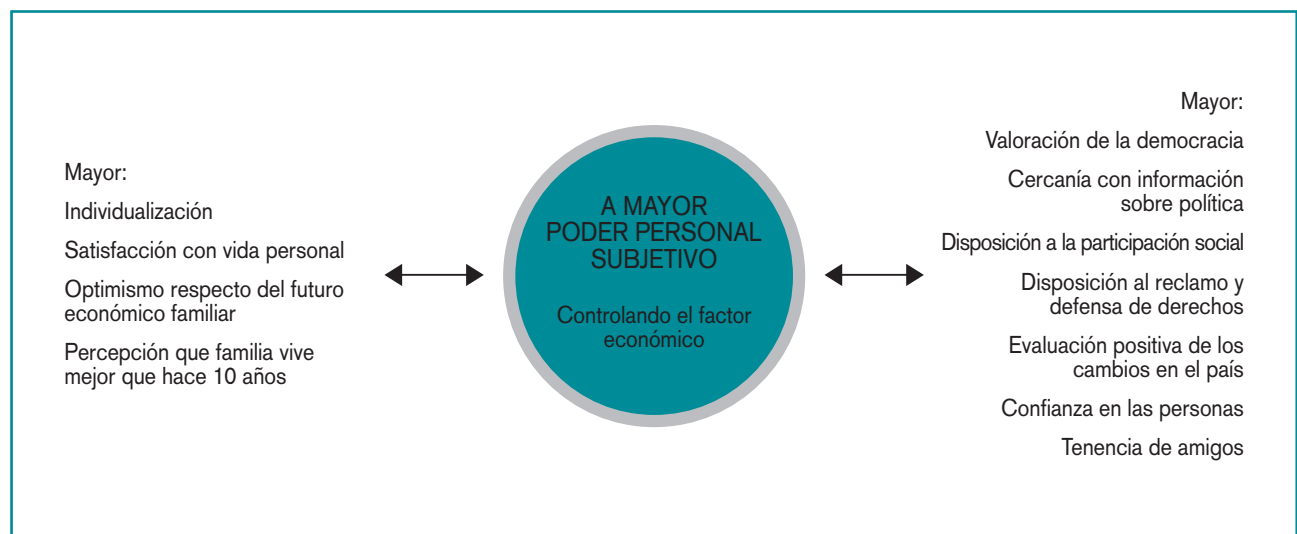 Mayor:
Individualización
Satisfacción con vida personal
Optimismo respecto del futuro
económico familiar
Percepción que familia vive
mejor que hace 10 años
A MAYOR
PODER PERSONAL
SUBJETIVO
Controlando el factor
económico
Mayor:
Valoración de la democracia
Cercanía con información
sobre política
Disposición a la participación social
Disposición al reclamo y
defensa de derechos
Evaluación positiva de los
cambios en el país
Confianza en las personas
Tenencia de amigos